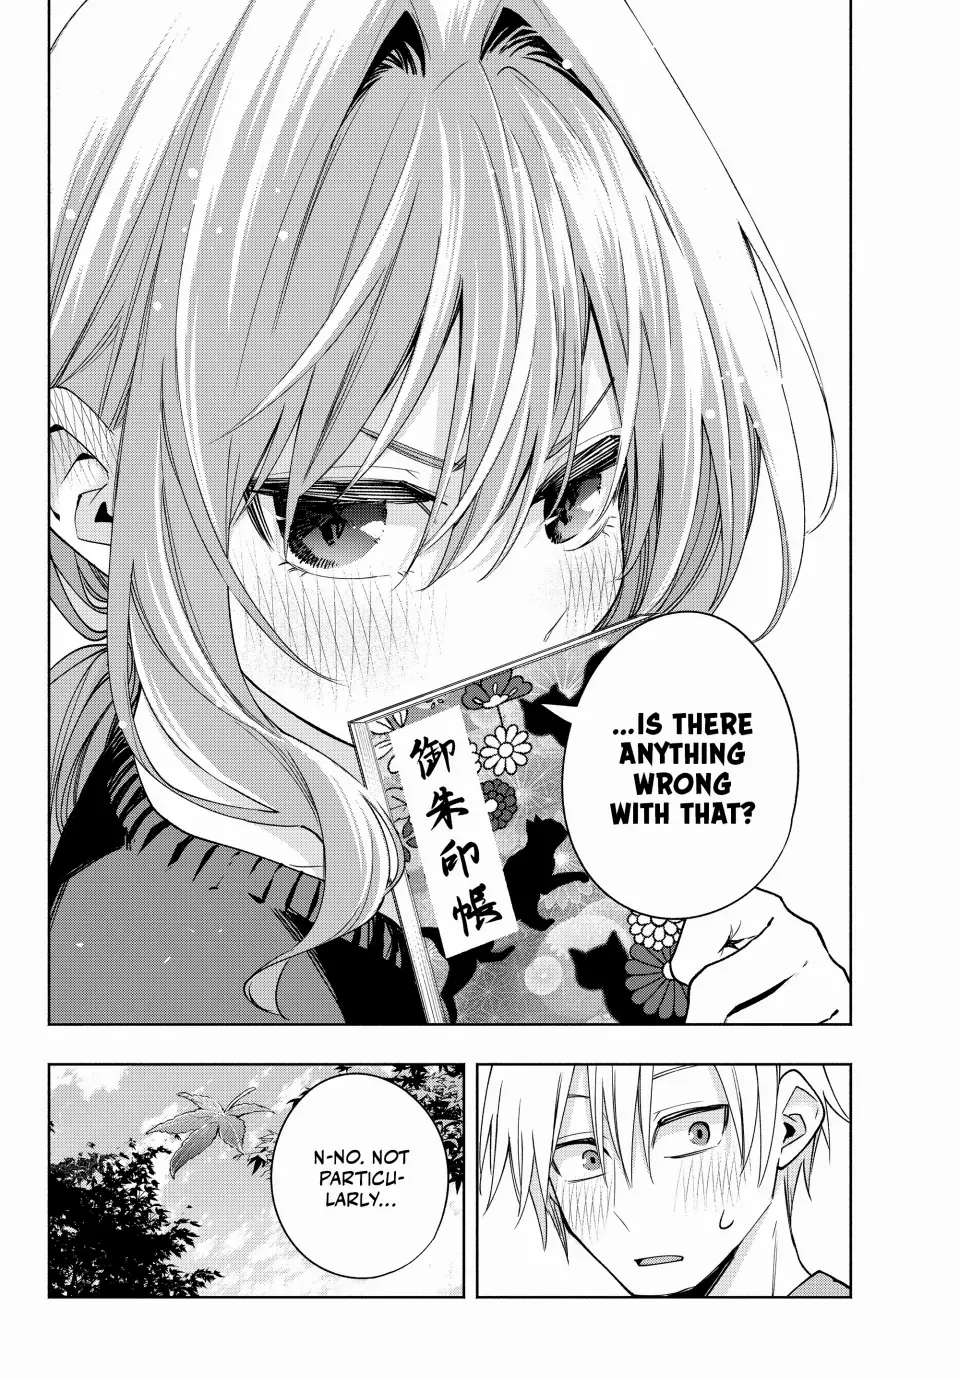 御朱印帳
...IS THERE
ANYTHING
WRONG
WITH THAT?
N-NO. NOT
PARTICU-
LARLY...